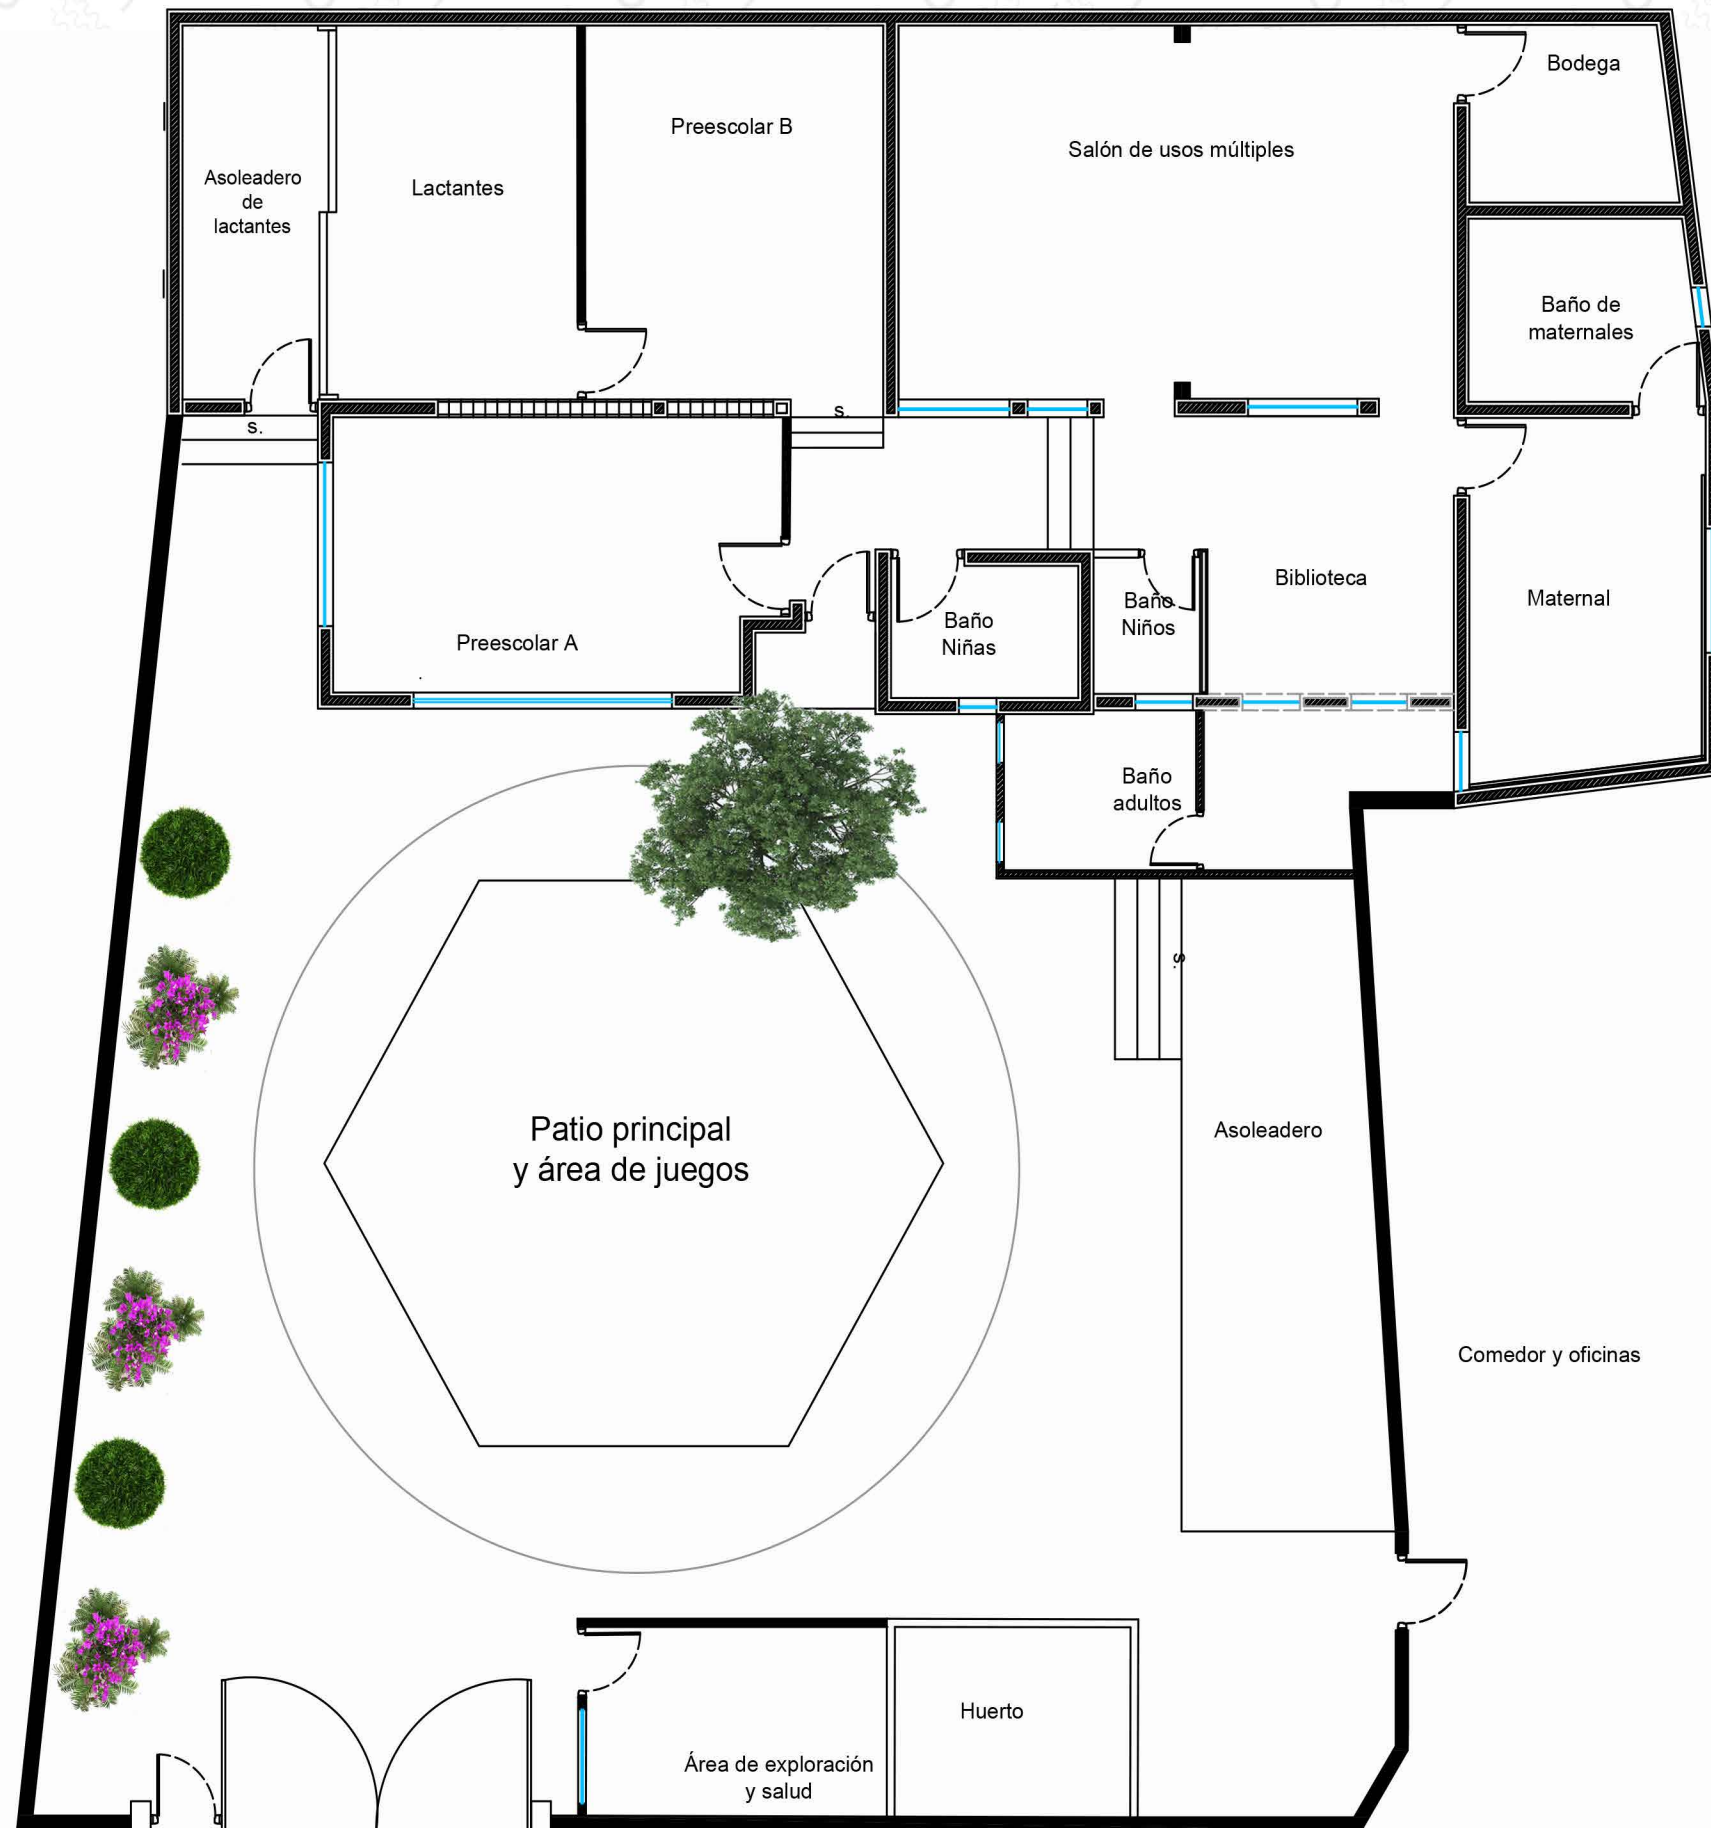 Bodega
Preescolar B
Salón de usos múltiples
Asoleadero
de
lactantes
Lactantes
Baño de
maternales
s.
s.
Biblioteca
Maternal
Baño
Niños
Baño
Niñas
Preescolar A
Baño
adultos
s.
Patio principal
y área de juegos
Asoleadero
Comedor y oficinas
Huerto
Área de exploración
y salud